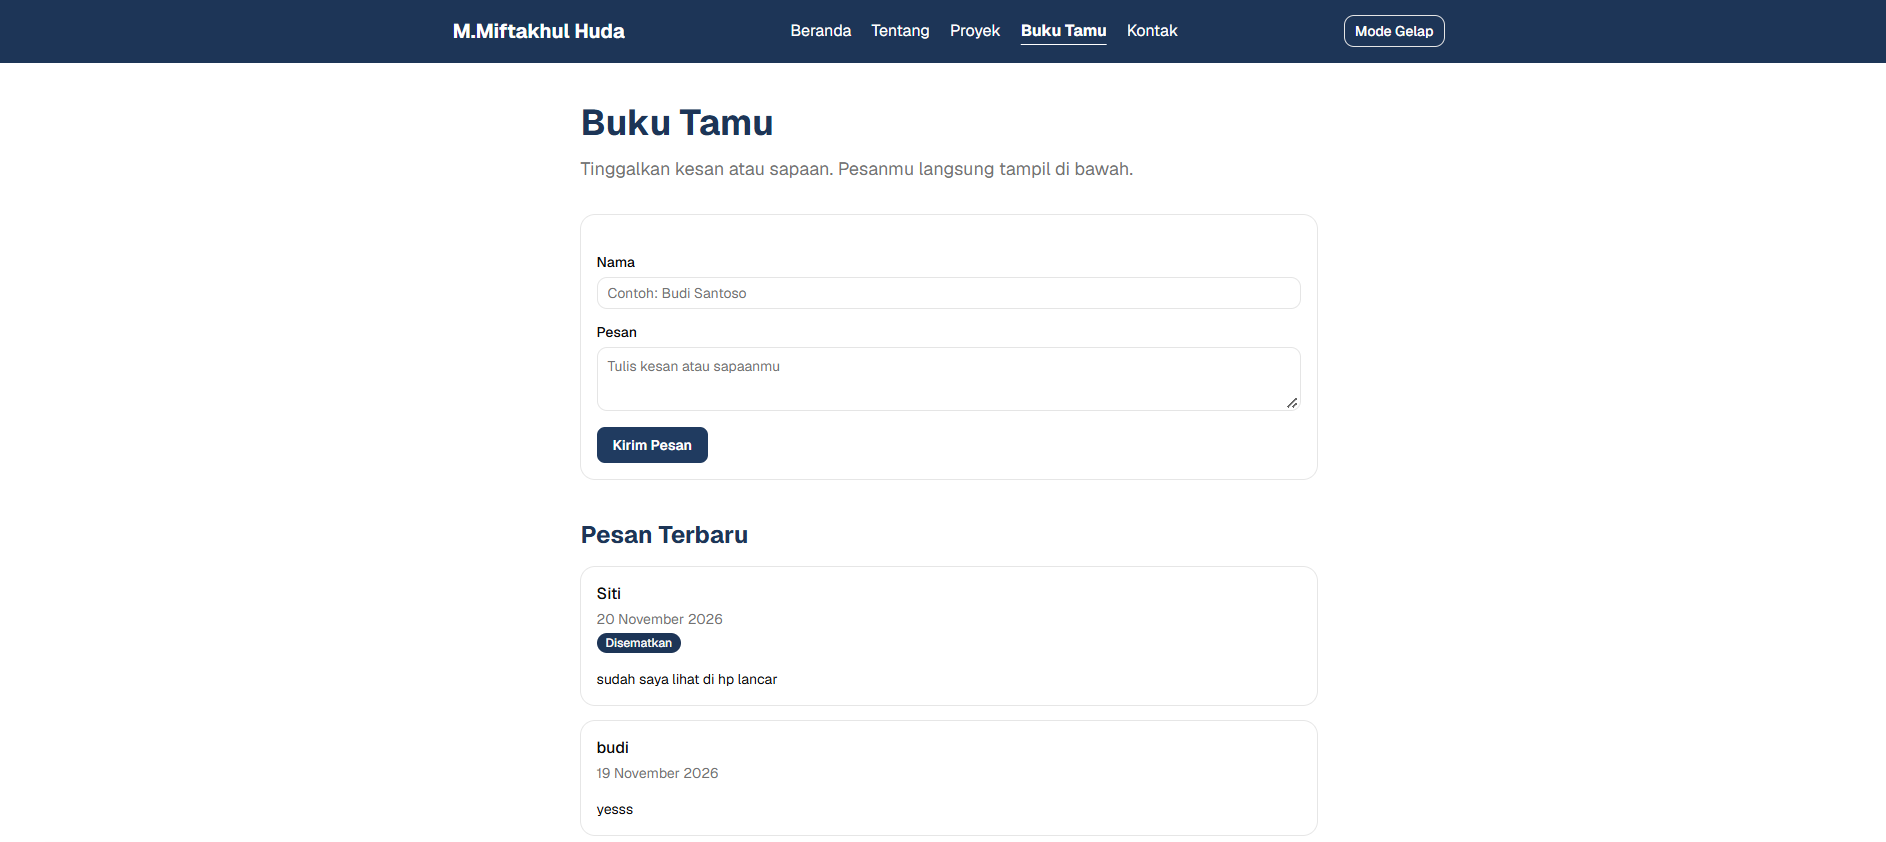 M.Miftakhul Huda
Beranda Tentang Proyek Buku Tamu Kontak
Mode Gelap
Buku Tamu
Tinggalkan kesan atau sapaan. Pesanmu langsung tampil di bawah.
Nama
Contoh: Budi Santoso
Pesan
Tulis kesan atau sapaanmu
Kirim Pesan
Pesan Terbaru
Siti
20 November 2026
Disematkan
sudah saya lihat di hp lancar
budi
19 November 2026
yesss